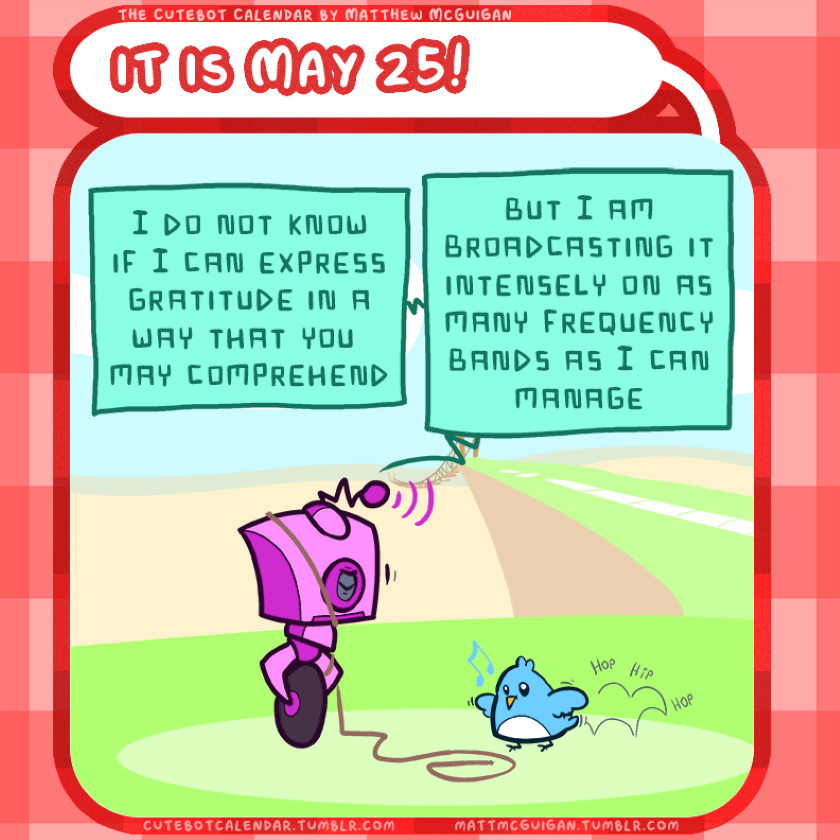 THE CUTEBOT CALENDAR BY MATTHEW MCGUIGAN
IT IS MAY 25!
I DO NOT KNOW
IF I CAN EXPRESS
GRATITUDE IN A
WAY THAT YOU
MAY COMPREHEND
BUT I AM
BROADCASTING IT
INTENSELY ON AS
MANY FREQUENCY
BANDS AS I CAN
MANAGE
HOP
HIP
HOP
CUTEBOTCALENDAR.TUMBLR.COM
MATTMCGUIGAN.TUMBLR.COM